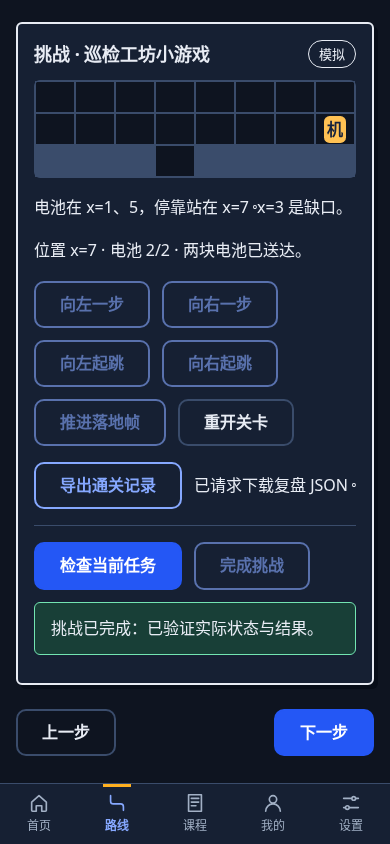 挑战 · 巡检工坊小游戏
模拟
机
电池在 x=1、5，停靠站在 x=7。x=3 是缺口。
位置 x=7 · 电池 2/2 · 两块电池已送达。
向左一步
向右一步
向左起跳
向右起跳
推进落地帧
重开关卡
导出通关记录
已请求下载复盘 JSON。
检查当前任务
完成挑战
挑战已完成：已验证实际状态与结果。
上一步
下一步
首页
路线
课程
我的
设置